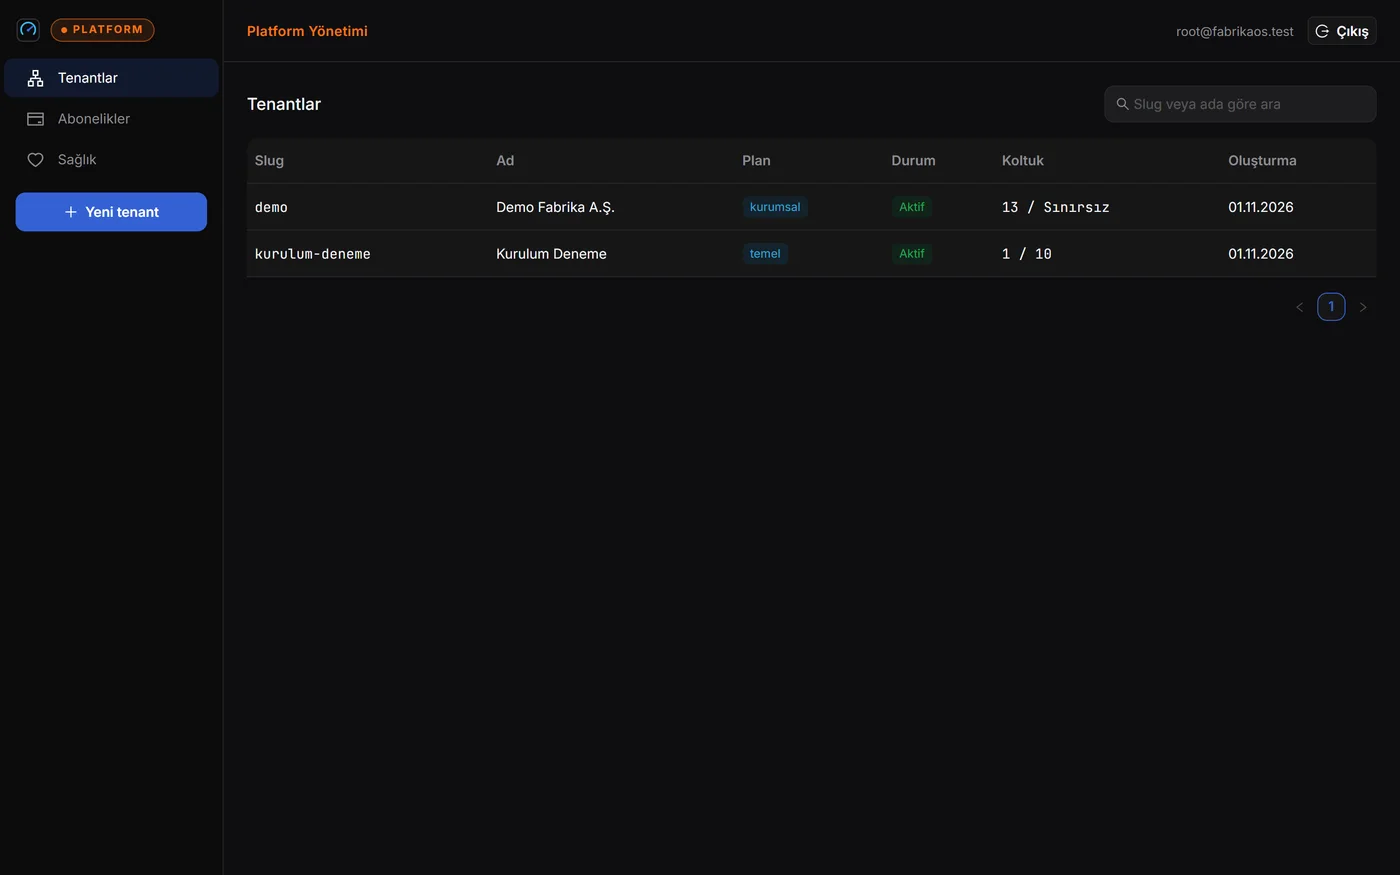 PLATFORM
Platform Yönetimi
root@fabrikaos.test
Çıkış
Tenantlar
Abonelikler
Sağlık
Yeni tenant
Tenantlar
Slug veya ada göre ara
Slug Ad Plan Durum Koltuk Oluşturma
demo Demo Fabrika A.Ş. kurumsal Aktif 13 / Sınırsız 01.11.2026
kurulum-deneme Kurulum Deneme temel Aktif 1 / 10 01.11.2026
1